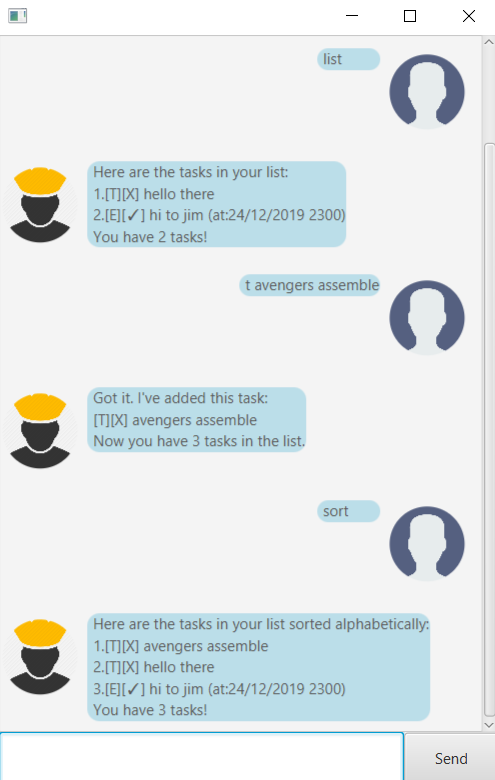 list
Here are the tasks in your list:
1.[T][X] hello there
2.[E][✓] hi to jim (at:24/12/2019 2300)
You have 2 tasks!
t avengers assemble
Got it. I've added this task:
[T][X] avengers assemble
Now you have 3 tasks in the list.
sort
Here are the tasks in your list sorted alphabetically:
1.[T][X] avengers assemble
2.[T][X] hello there
3.[E][✓] hi to jim (at:24/12/2019 2300)
You have 3 tasks!
Send